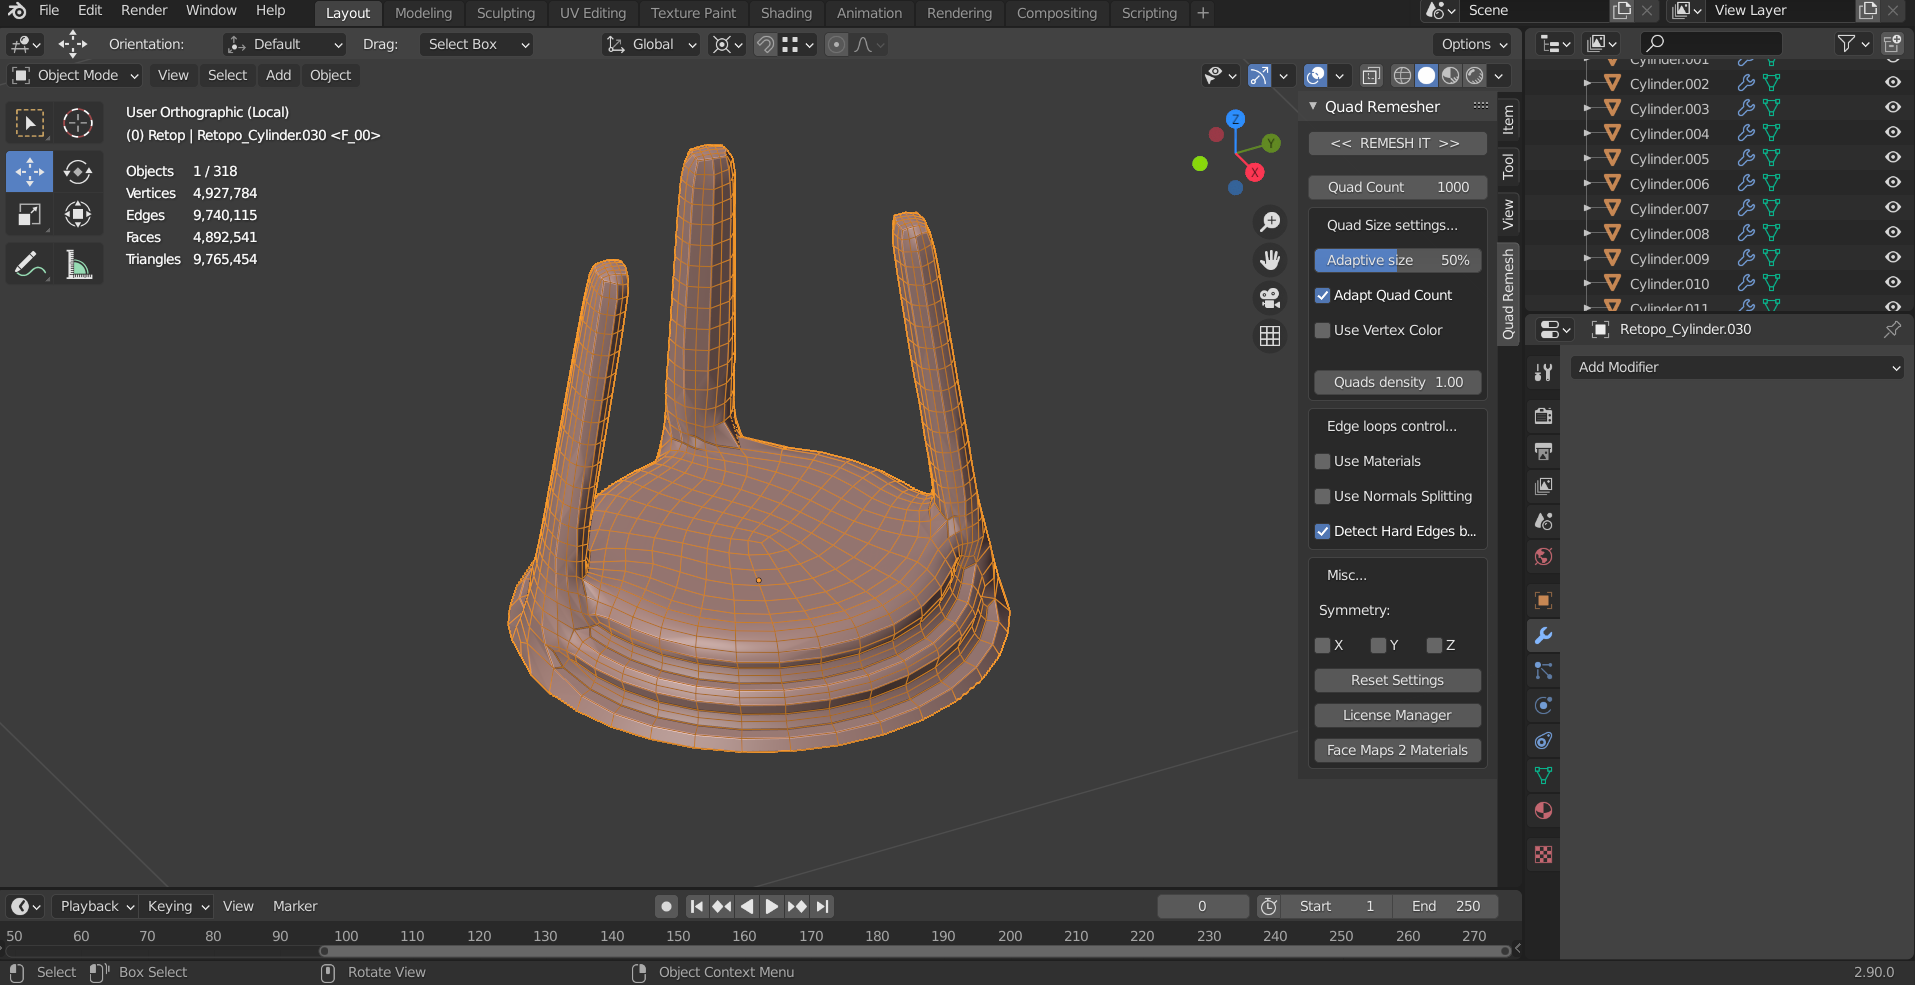 File Edit Render Window Help Layout Modeling Sculpting UV Editing Texture Paint Shading Animation Rendering Compositing Scripting + Scene View Layer
Orientation: Default Drag: Select Box Global Options
Object Mode View Select Add Object
User Orthographic (Local)
(0) Retop | Retopo_Cylinder.030 <F_00>
Objects 1 / 318
Vertices 4,927,784
Edges 9,740,115
Faces 4,892,541
Triangles 9,765,454
Z
Y
X
Quad Remesher
<< REMESH IT >>
Quad Count 1000
Quad Size settings...
Adaptive size 50%
Adapt Quad Count
Use Vertex Color
Quads density 1.00
Edge loops control...
Use Materials
Use Normals Splitting
Detect Hard Edges b...
Misc...
Symmetry:
X Y Z
Reset Settings
License Manager
Face Maps 2 Materials
Item
Tool
View
Quad Remesh
Cylinder.001
Cylinder.002
Cylinder.003
Cylinder.004
Cylinder.005
Cylinder.006
Cylinder.007
Cylinder.008
Cylinder.009
Cylinder.010
Cylinder.011
Retopo_Cylinder.030
Add Modifier
Playback Keying View Marker 0 Start 1 End 250
50 60 70 80 90 100 110 120 130 140 150 160 170 180 190 200 210 220 230 240 250 260 270
Select Box Select Rotate View Object Context Menu 2.90.0